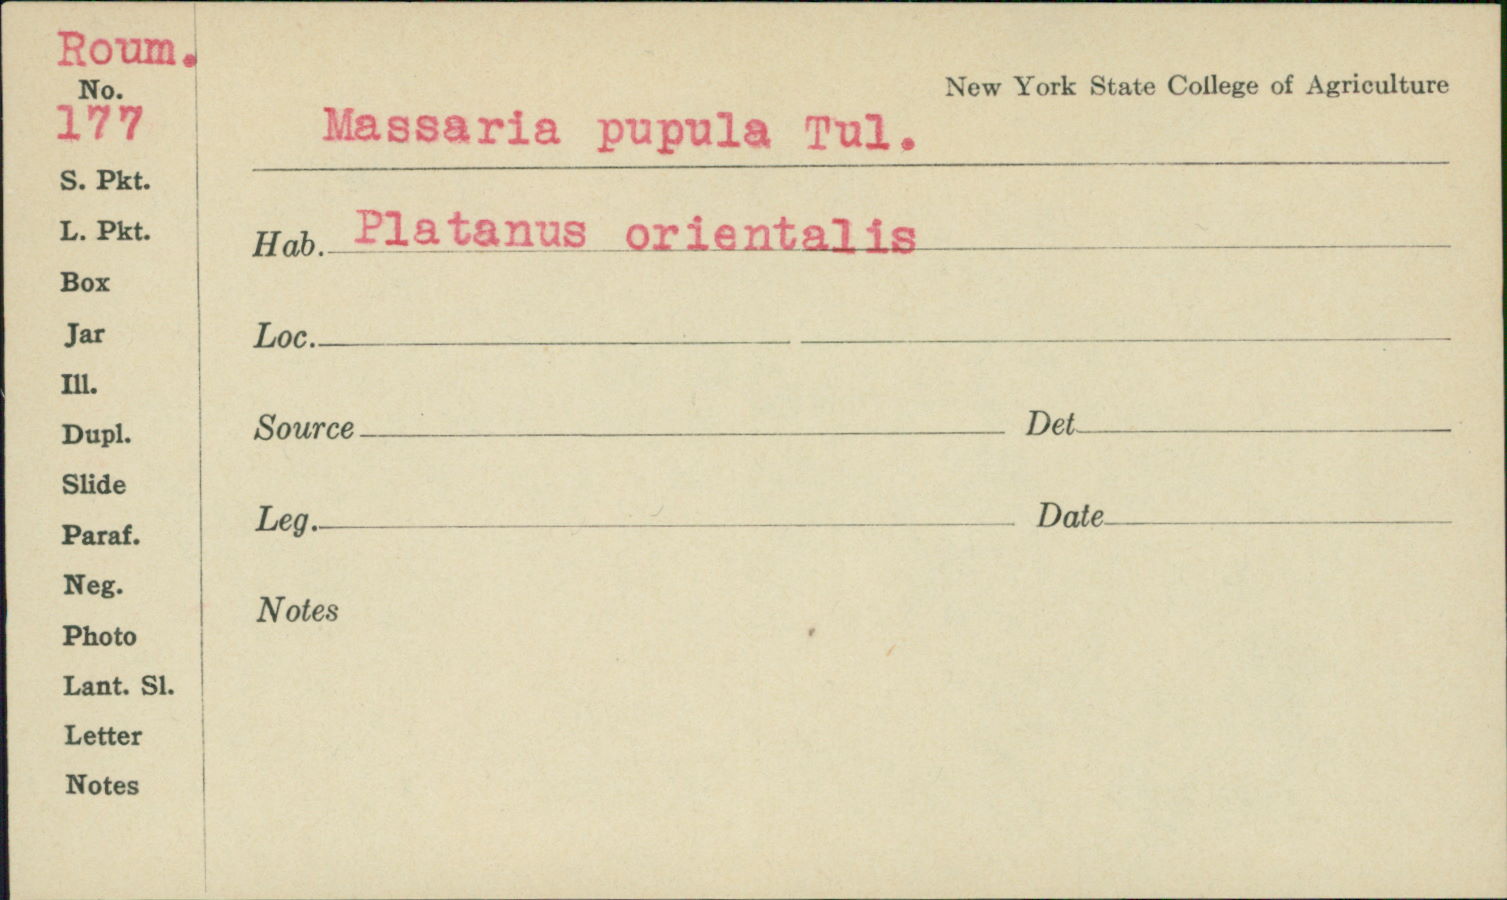 Roum.
No.
177
S. Pkt.
L. Pkt.
Box
Jar
Ill.
Dupl.
Slide
Paraf.
Neg.
Photo
Lant. Sl.
Letter
Notes
New York State College of Agriculture
Massaria pupula Tul.
Hab. Platanus orientalis
Loc.
Source Det
Leg. Date
Notes